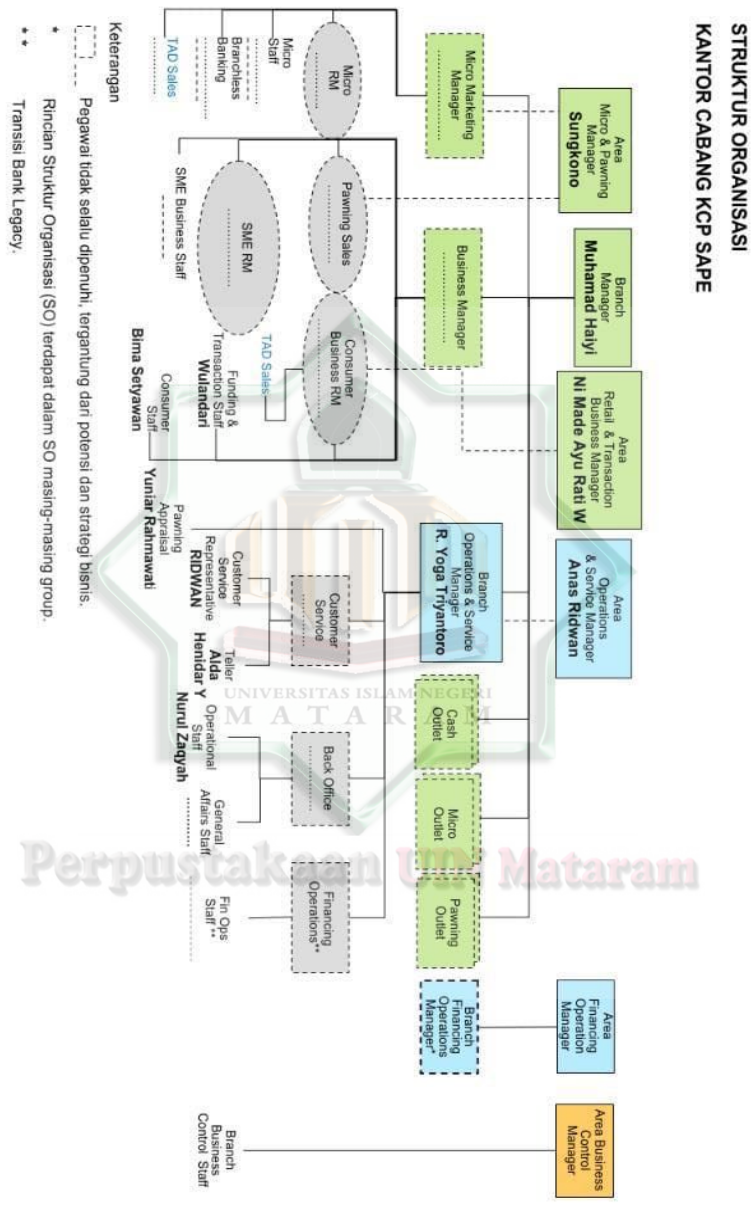 STRUKTUR ORGANISASI
KANTOR CABANG KCP SAPE
Area
Micro & Pawning
Manager
Sungkono
Branch
Manager
Muhamad Haiyi
Area
Retail & Transaction
Business Manager
Ni Made Ayu Rati W
Area
Operations
& Service Manager
Anas Ridwan
Area
Financing
Operation
Manager
Area Business
Control
Manager
Micro Marketing
Manager
Business Manager
Branch
Operations & Service
Manager
R. Yoga Triyantoro
Cash
Outlet
Micro
Outlet
Pawning
Outlet
Branch
Financing
Operations
Manager*
Micro
RM
Pawning Sales
Consumer
Business RM
Customer
Service
Back Office
Financing
Operations**
Micro
Staff
Branchless
Banking
TAD Sales
SME RM
SME Business Staff
TAD Sales
Funding &
Transaction Staff
Wulandari
Consumer
Staff
Bima Setyawan
Pawning
Appraisal
Yuniar Rahmawati
Customer
Service
Representative
RIDWAN
Teller
Alda
Henidar Y
Operational
Staff
Nurul Zaqyah
General
Affairs Staff
Fin Ops
Staff **
Branch
Business
Control Staff
Keterangan
Pegawai tidak selalu dipenuhi, tergantung dari potensi dan strategi bisnis.
* Rincian Struktur Organisasi (SO) terdapat dalam SO masing-masing group.
* * Transisi Bank Legacy.
UNIVERSITAS ISLAM NEGERI
MATARAM
Perpustakaan UIN Mataram